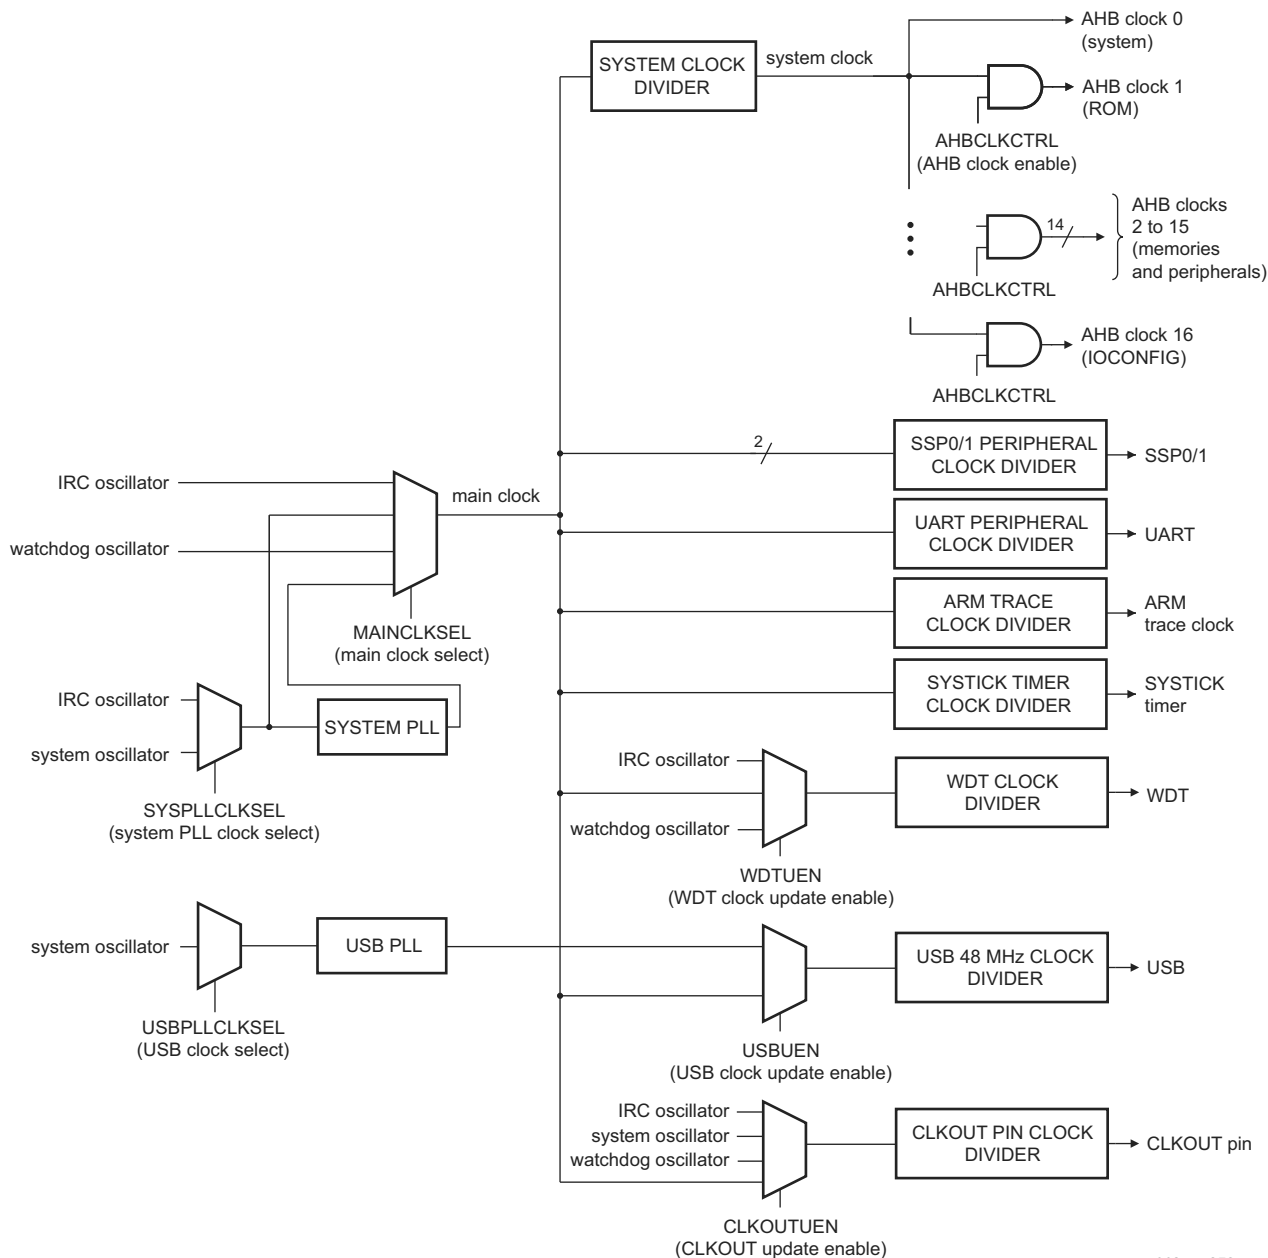 AHB clock 0
(system)
SYSTEM CLOCK
DIVIDER
system clock
AHB clock 1
(ROM)
AHBCLKCTRL
(AHB clock enable)
14
AHB clocks
2 to 15
(memories
and peripherals)
AHBCLKCTRL
AHB clock 16
(IOCONFIG)
AHBCLKCTRL
2
SSP0/1 PERIPHERAL
CLOCK DIVIDER
SSP0/1
IRC oscillator
main clock
watchdog oscillator
UART PERIPHERAL
CLOCK DIVIDER
UART
MAINCLKSEL
(main clock select)
ARM TRACE
CLOCK DIVIDER
ARM
trace clock
IRC oscillator
system oscillator
SYSTEM PLL
SYSTICK TIMER
CLOCK DIVIDER
SYSTICK
timer
SYSPLLCLKSEL
(system PLL clock select)
IRC oscillator
watchdog oscillator
WDT CLOCK
DIVIDER
WDT
WDTUEN
(WDT clock update enable)
system oscillator
USB PLL
USB 48 MHz CLOCK
DIVIDER
USB
USBPLLCLKSEL
(USB clock select)
USBUEN
(USB clock update enable)
IRC oscillator
system oscillator
watchdog oscillator
CLKOUT PIN CLOCK
DIVIDER
CLKOUT pin
CLKOUTUEN
(CLKOUT update enable)